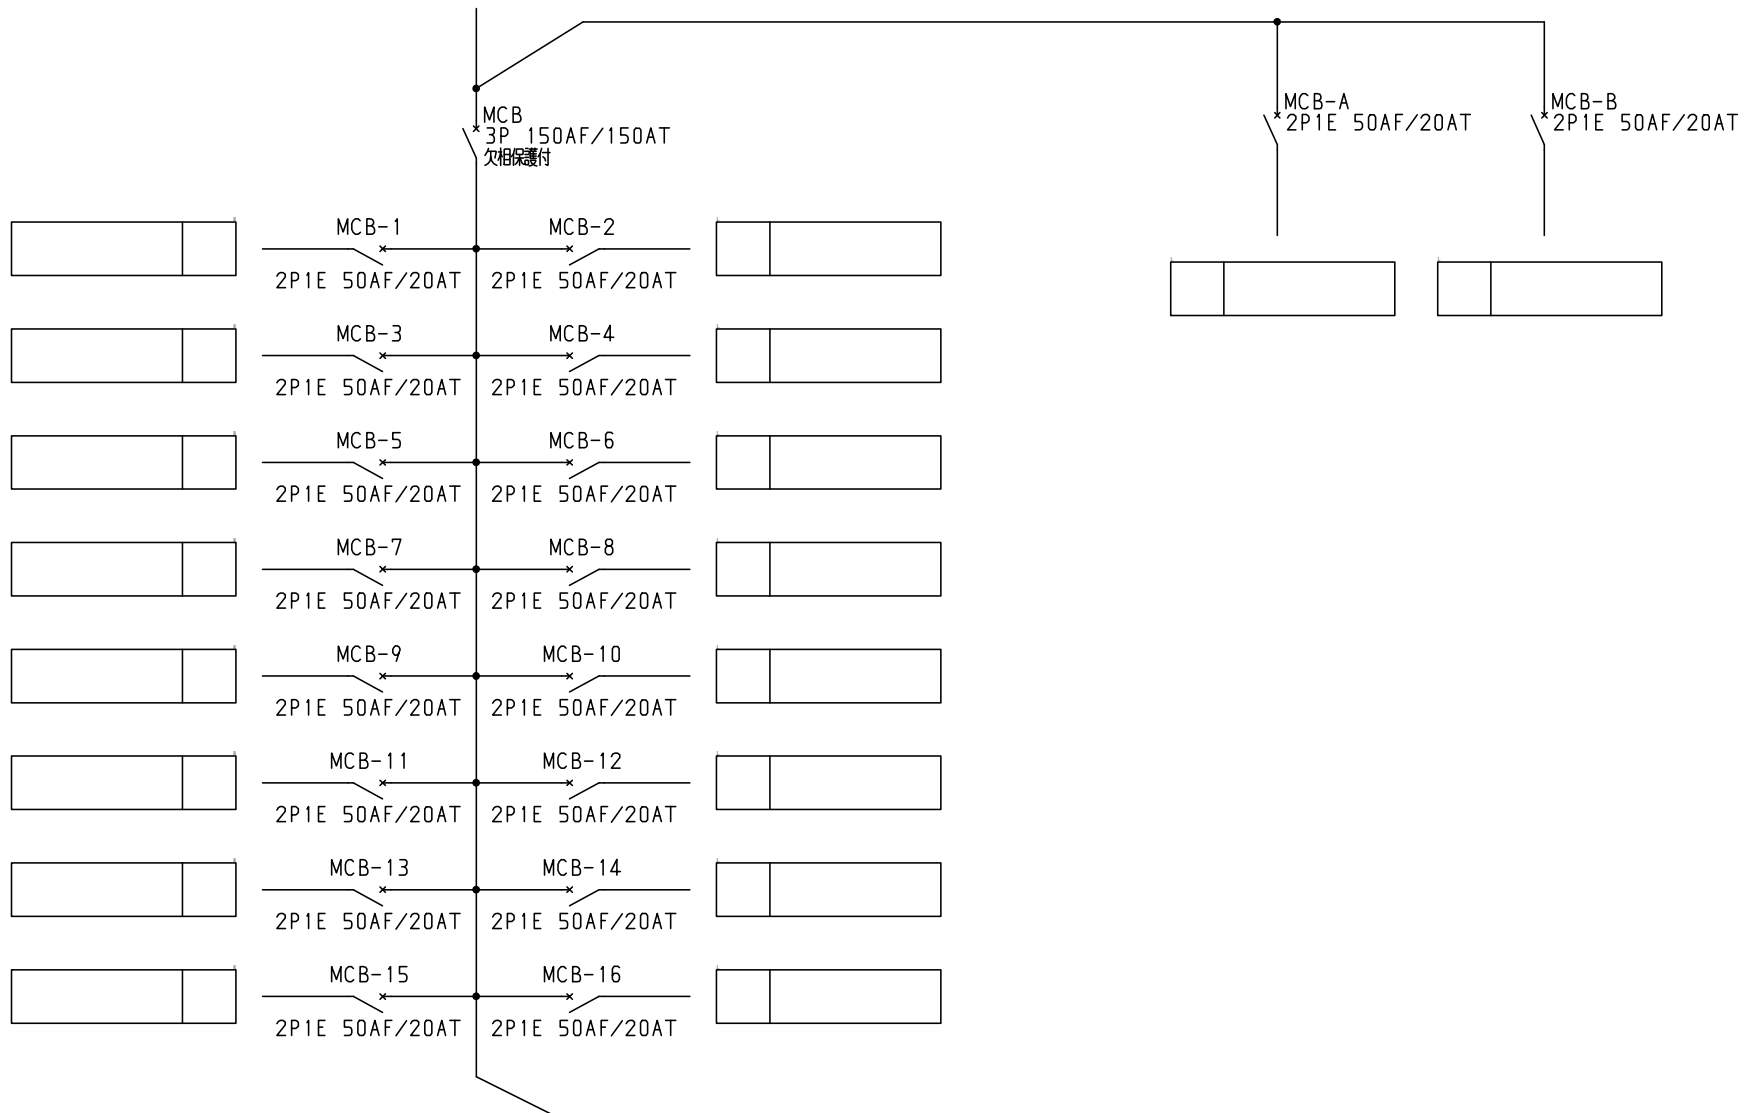 MCB
3P 150AF/150AT
欠相保護付
MCB-A
2P1E 50AF/20AT
MCB-B
2P1E 50AF/20AT
MCB-1
2P1E 50AF/20AT
MCB-2
2P1E 50AF/20AT
MCB-3
2P1E 50AF/20AT
MCB-4
2P1E 50AF/20AT
MCB-5
2P1E 50AF/20AT
MCB-6
2P1E 50AF/20AT
MCB-7
2P1E 50AF/20AT
MCB-8
2P1E 50AF/20AT
MCB-9
2P1E 50AF/20AT
MCB-10
2P1E 50AF/20AT
MCB-11
2P1E 50AF/20AT
MCB-12
2P1E 50AF/20AT
MCB-13
2P1E 50AF/20AT
MCB-14
2P1E 50AF/20AT
MCB-15
2P1E 50AF/20AT
MCB-16
2P1E 50AF/20AT